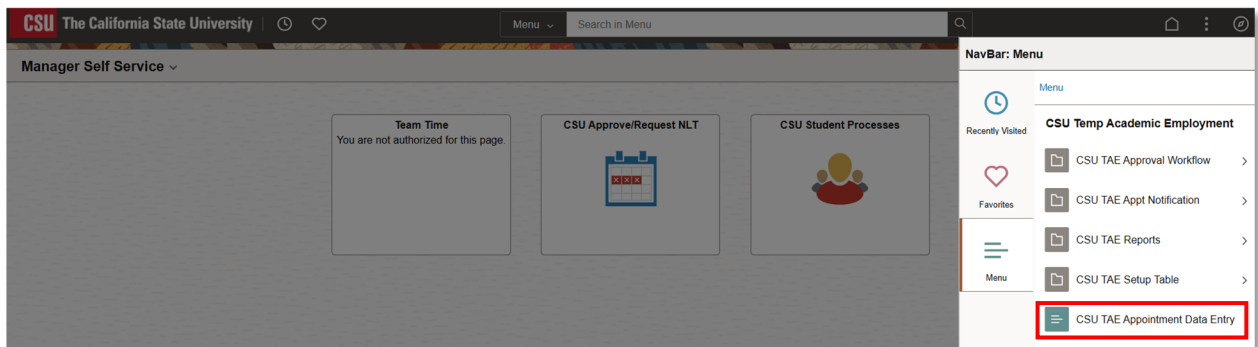 CSU The California State University
Menu
Search in Menu
Manager Self Service
Team Time
You are not authorized for this page.
CSU Approve/Request NLT
XXX
CSU Student Processes
NavBar: Menu
Recently Visited
Favorites
Menu
Menu
CSU Temp Academic Employment
CSU TAE Approval Workflow
CSU TAE Appt Notification
CSU TAE Reports
CSU TAE Setup Table
CSU TAE Appointment Data Entry